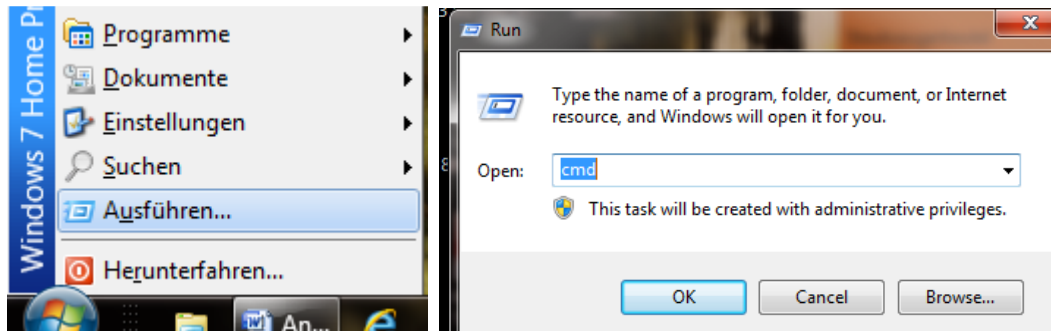 Windows 7 Home Pr
Programme
Dokumente
Einstellungen
Suchen
Ausführen...
Herunterfahren...
An...
Run
Type the name of a program, folder, document, or Internet
resource, and Windows will open it for you.
Open: cmd
This task will be created with administrative privileges.
OK Cancel Browse...